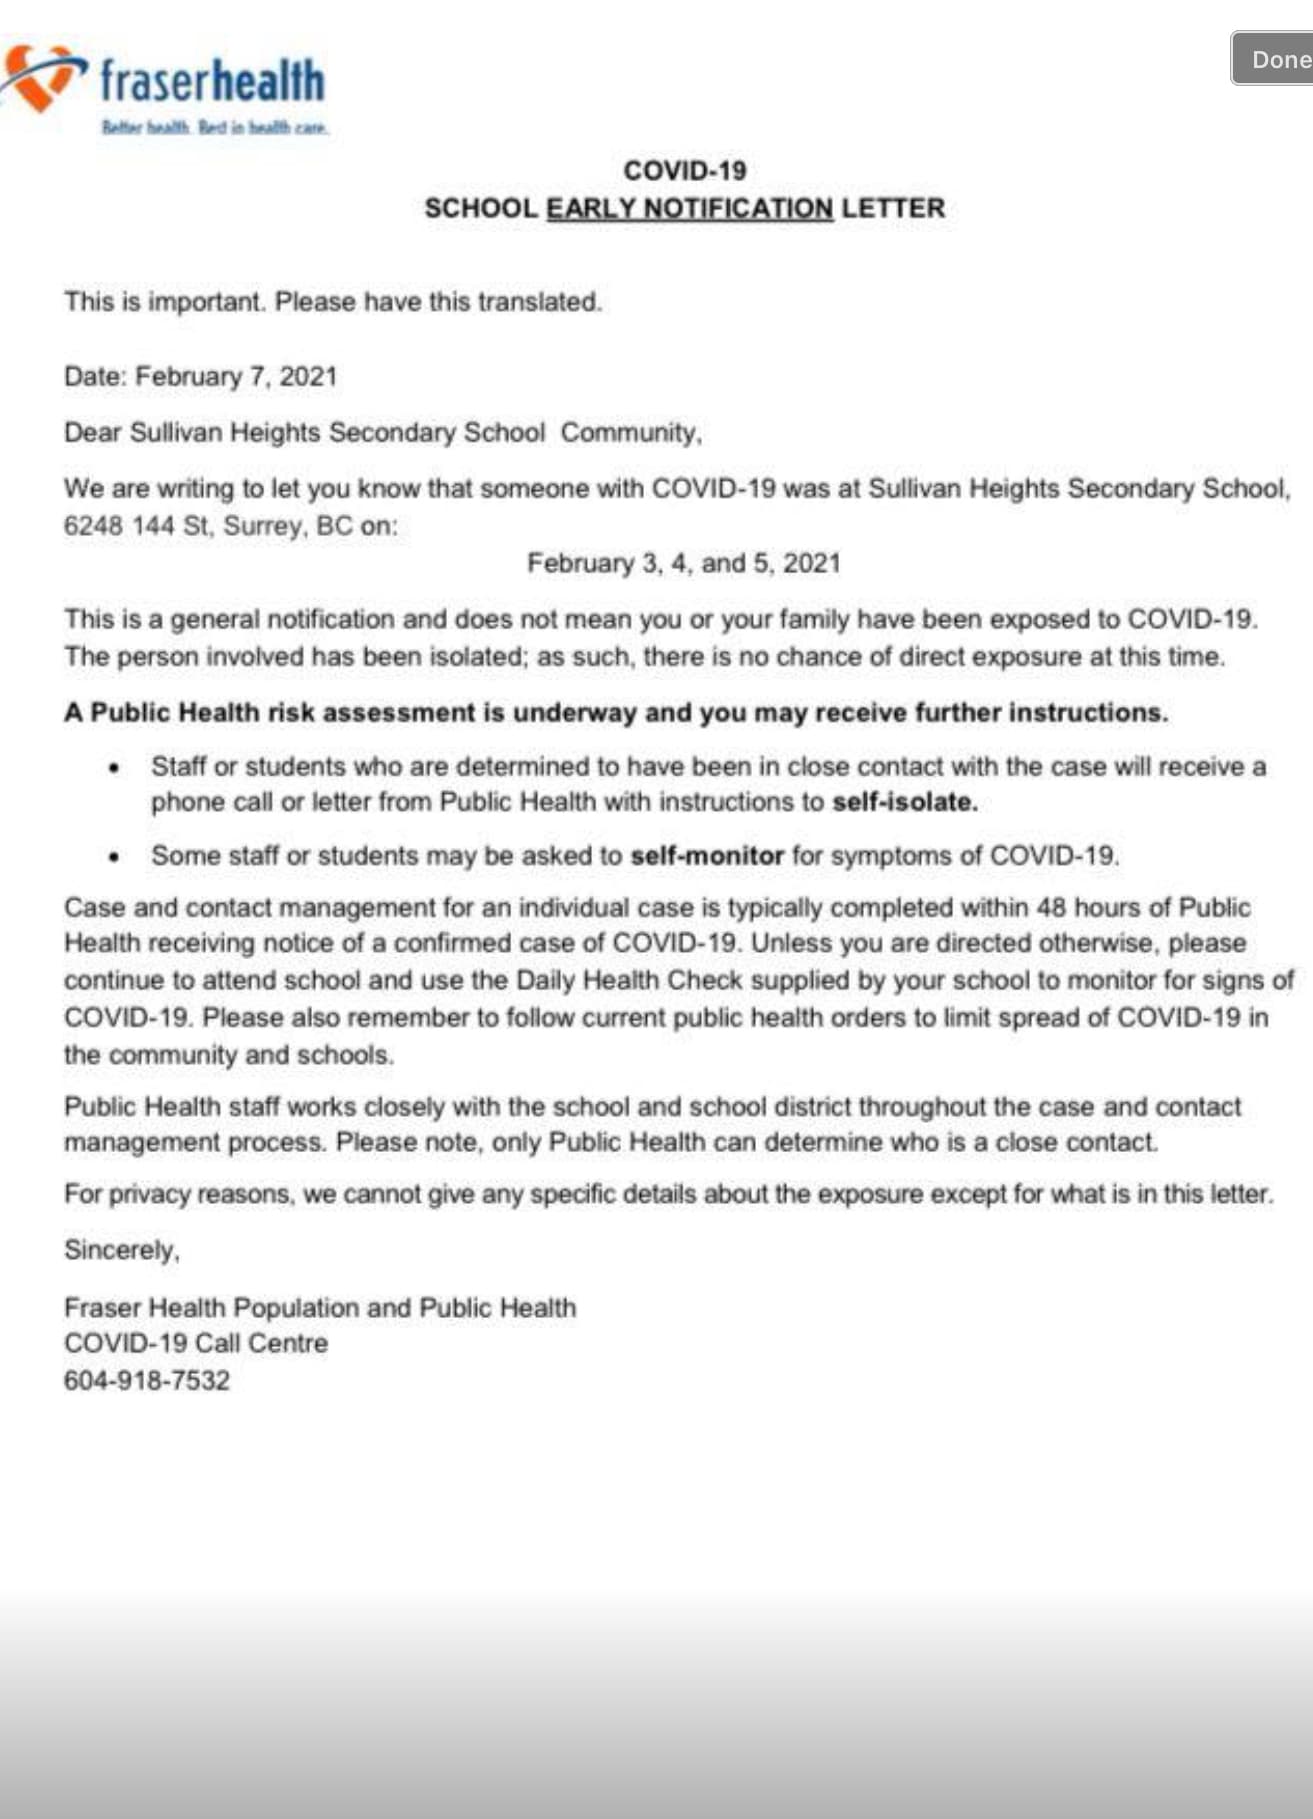 fraserhealth
Better health. Best in health care.
Done
COVID-19
SCHOOL EARLY NOTIFICATION LETTER
This is important. Please have this translated.
Date: February 7, 2021
Dear Sullivan Heights Secondary School  Community,
We are writing to let you know that someone with COVID-19 was at Sullivan Heights Secondary School,
6248 144 St, Surrey, BC on:
February 3, 4, and 5, 2021
This is a general notification and does not mean you or your family have been exposed to COVID-19.
The person involved has been isolated; as such, there is no chance of direct exposure at this time.
A Public Health risk assessment is underway and you may receive further instructions.
• Staff or students who are determined to have been in close contact with the case will receive a
phone call or letter from Public Health with instructions to self-isolate.
• Some staff or students may be asked to self-monitor for symptoms of COVID-19.
Case and contact management for an individual case is typically completed within 48 hours of Public
Health receiving notice of a confirmed case of COVID-19. Unless you are directed otherwise, please
continue to attend school and use the Daily Health Check supplied by your school to monitor for signs of
COVID-19. Please also remember to follow current public health orders to limit spread of COVID-19 in
the community and schools.
Public Health staff works closely with the school and school district throughout the case and contact
management process. Please note, only Public Health can determine who is a close contact.
For privacy reasons, we cannot give any specific details about the exposure except for what is in this letter.
Sincerely,
Fraser Health Population and Public Health
COVID-19 Call Centre
604-918-7532